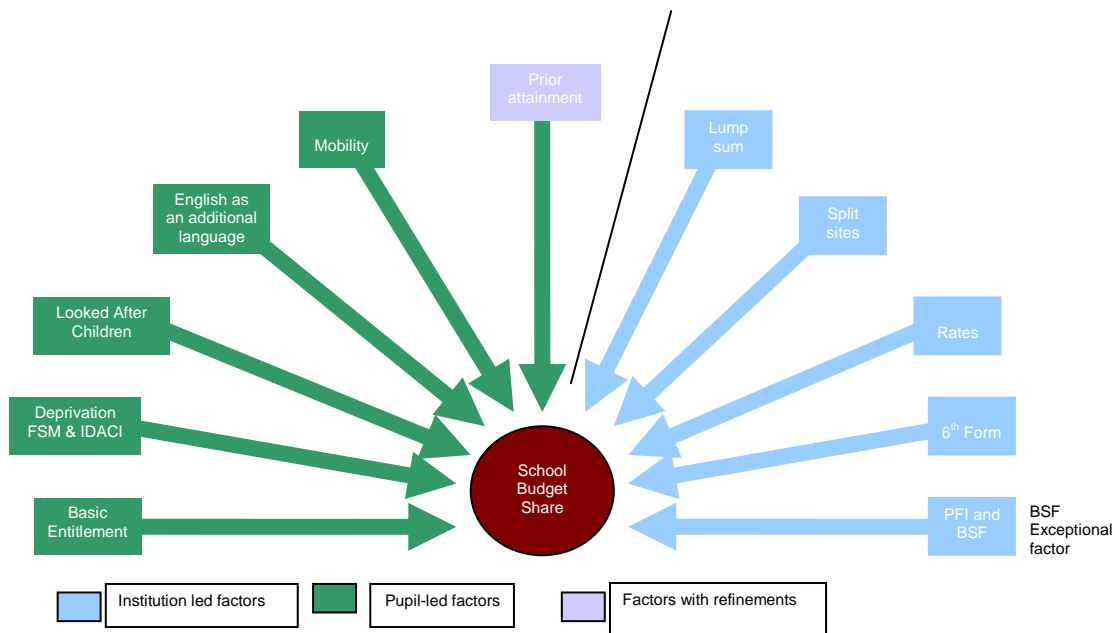 Prior
attainment
Lump
sum
Mobility
Split
sites
English as
an additional
language
Looked After
Children
Rates
Deprivation
FSM & IDACI
6th Form
School
Budget
Share
Basic
Entitlement
PFI and
BSF
BSF
Exceptional
factor
Institution led factors
Pupil-led factors
Factors with refinements